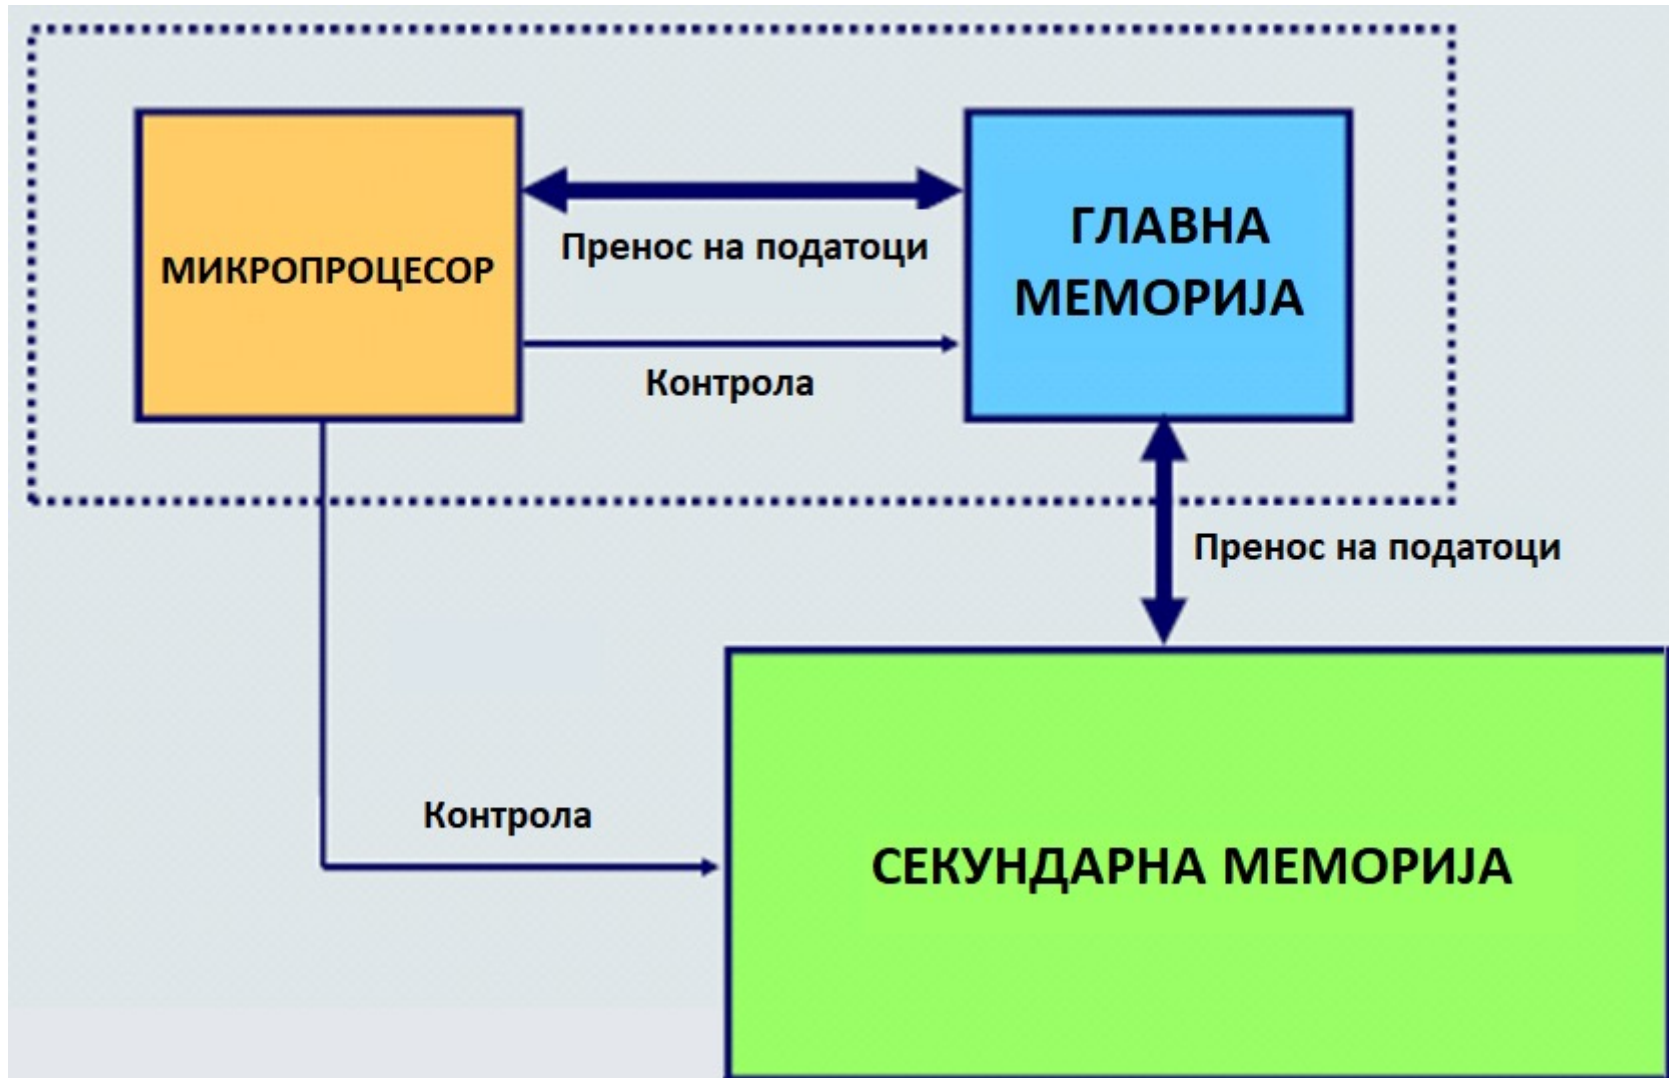 МИКРОПРОЦЕСОР
Пренос на податоци
Контрола
ГЛАВНА
МЕМОРИЈА
Пренос на податоци
Контрола
СЕКУНДАРНА МЕМОРИЈА